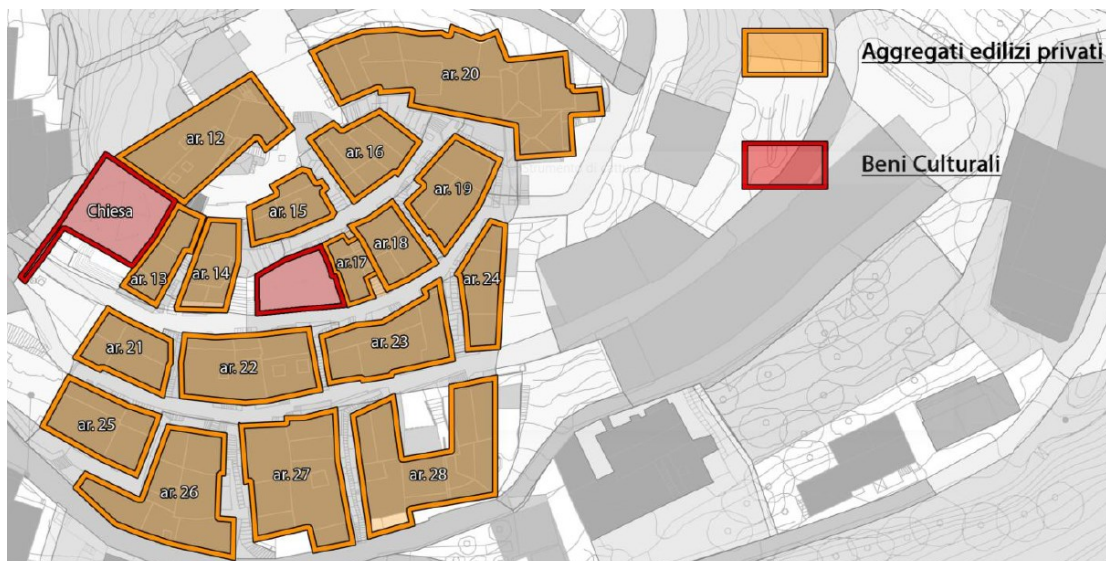 Aggregati edilizi privati
Beni Culturali
ar. 20
ar. 12
ar. 16
ar. 19
Chiesa
ar. 15
ar. 18
ar. 13
ar. 14
ar.17
ar. 24
ar. 21
ar. 22
ar. 23
ar. 25
ar. 26
ar. 27
ar. 28